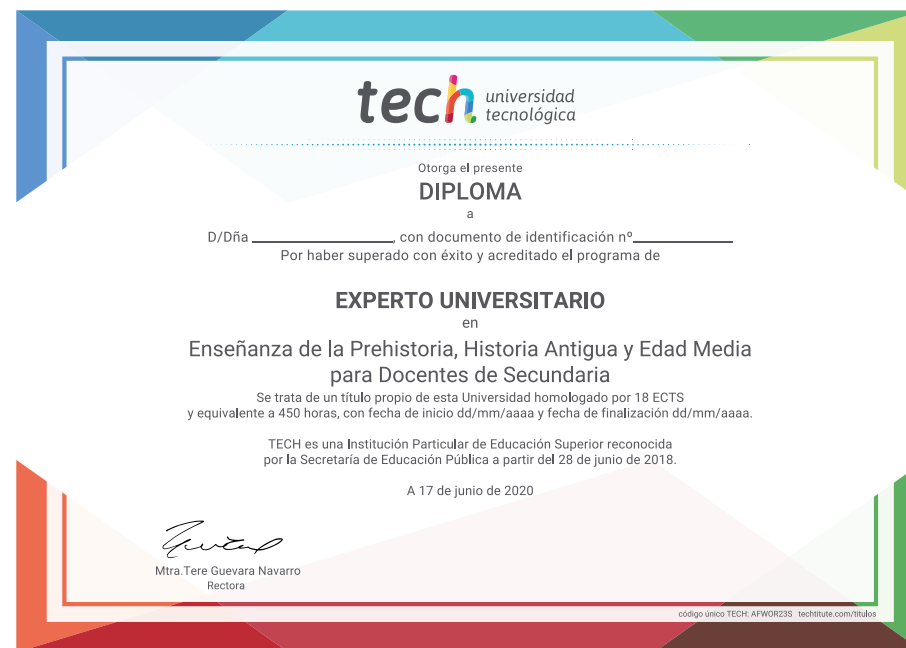 tech universidad
tecnológica
Otorga el presente
DIPLOMA
a
D/Dña ____________________, con documento de identificación nº______________
Por haber superado con éxito y acreditado el programa de
EXPERTO UNIVERSITARIO
en
Enseñanza de la Prehistoria, Historia Antigua y Edad Media
para Docentes de Secundaria
Se trata de un título propio de esta Universidad homologado por 18 ECTS
y equivalente a 450 horas, con fecha de inicio dd/mm/aaaa y fecha de finalización dd/mm/aaaa.
TECH es una Institución Particular de Educación Superior reconocida
por la Secretaría de Educación Pública a partir del 28 de junio de 2018.
A 17 de junio de 2020
Mtra.Tere Guevara Navarro
Rectora
código único TECH: AFWOR23S techtitute.com/titulos